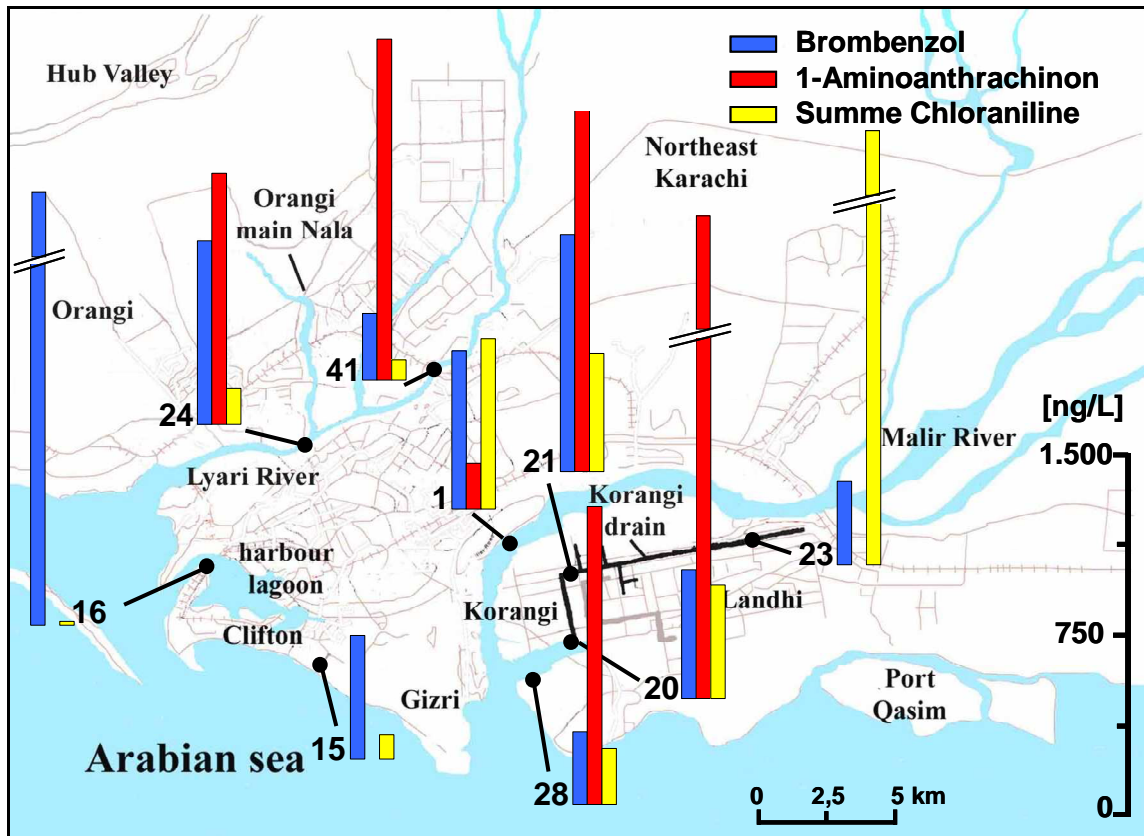 Brombenzol
1-Aminoanthrachinon
Summe Chloraniline
Hub Valley
Northeast
Karachi
Orangi
main Nala
Orangi
41
24
Lyari River
1
21
Korangi
drain
[ng/L]
Malir River
1.500
23
harbour
lagoon
16
Clifton
Korangi
Landhi
750
15
Gizri
20
Port
Qasim
Arabian sea
28
0 2,5 5 km
0